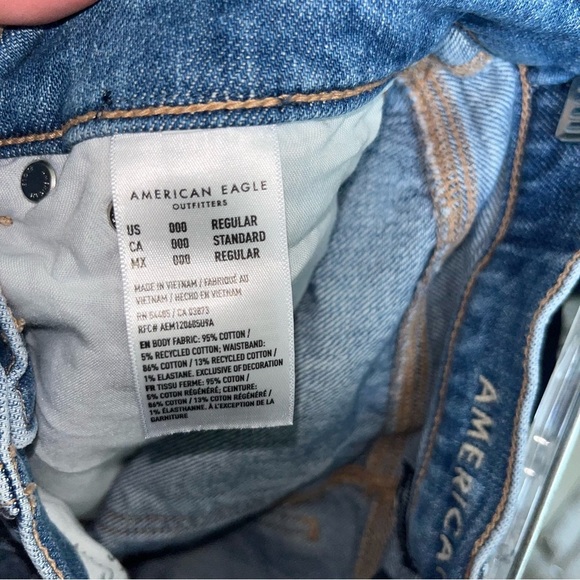 AMERICAN EAGLE
OUTFITTERS
US 000 REGULAR
CA 000 STANDARD
MX 000 REGULAR
MADE IN VIETNAM / FABRIQUÉ AU
VIETNAM / HECHO EN VIETNAM
RN 54485 / CA 03873
RFC# AEM120605U9A
EN BODY FABRIC: 95% COTTON /
5% RECYCLED COTTON; WAISTBAND:
86% COTTON / 13% RECYCLED COTTON /
1% ELASTANE. EXCLUSIVE OF DECORATION
FR TISSU FERME: 95% COTON /
5% COTON RÉGÉNÉRÉ; CEINTURE:
86% COTON / 13% COTON RÉGÉNÉRÉ /
1% ÉLASTHANNE. À L'EXCEPTION DE LA
GARNITURE
AMERICAN